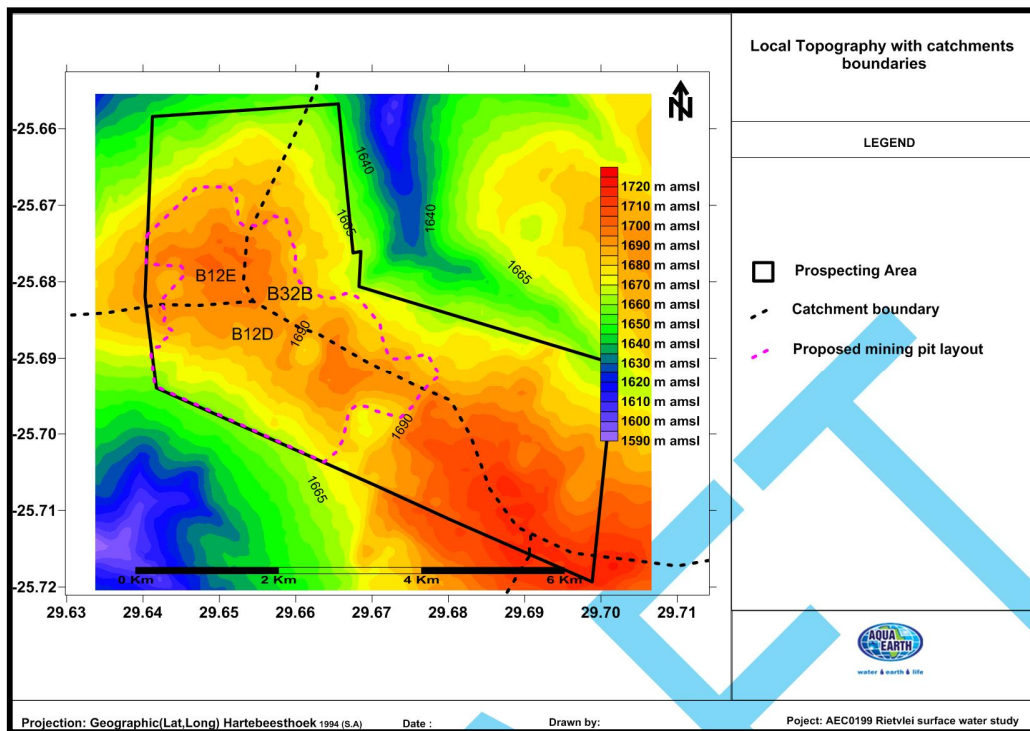 Local Topography with catchments
boundaries
LEGEND
Prospecting Area
Catchment boundary
Proposed mining pit layout
N
-25.66
-25.67
-25.68
-25.69
-25.70
-25.71
-25.72
29.63 29.64 29.65 29.66 29.67 29.68 29.69 29.70 29.71
1640
1640
1665
1665
B12E
B32B
B12D
1690
1690
1665
1720 m amsl
1710 m amsl
1700 m amsl
1690 m amsl
1680 m amsl
1670 m amsl
1660 m amsl
1650 m amsl
1640 m amsl
1630 m amsl
1620 m amsl
1610 m amsl
1600 m amsl
1590 m amsl
0 Km 2 Km 4 Km 6 Km
AQUA
EARTH
water earth life
Projection: Geographic(Lat,Long) Hartebeesthoek 1994 (S.A) Date : Drawn by: Poject: AEC0199 Rietvlei surface water study